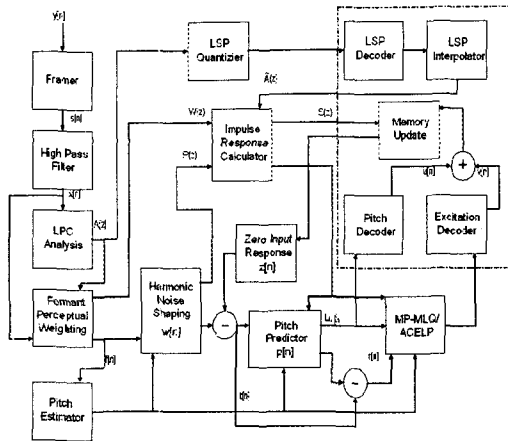 y[n]
Framer
s[n]
High Pass
Filter
x[n]
LPC
Analysis
A(z)
Formant
Perceptual
Weighting
f[n]
Pitch
Estimator
LSP
Quantizier
LSP
Decoder
LSP
Interpolator
Ã(z)
W(z)
P(z)
Impulse
Response
Calculator
S(z)
Memory
Update
+
u[n]
v[n]
Pitch
Decoder
Excitation
Decoder
Zero Input
Response
z[n]
Harmonic
Noise
Shaping
w[n]
-
Pitch
Predictor
p[n]
MP-MLQ/
ACELP
-
r[n]
t[n]